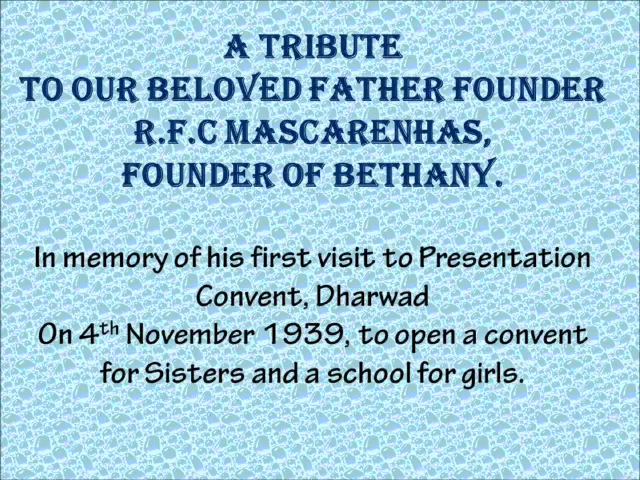 A TRIBUTE
TO OUR BELOVED FATHER FOUNDER
R.F.C MASCARENHAS,
FOUNDER OF BETHANY.
In memory of his first visit to Presentation
Convent, Dharwad
On 4th November 1939, to open a convent
for Sisters and a school for girls.